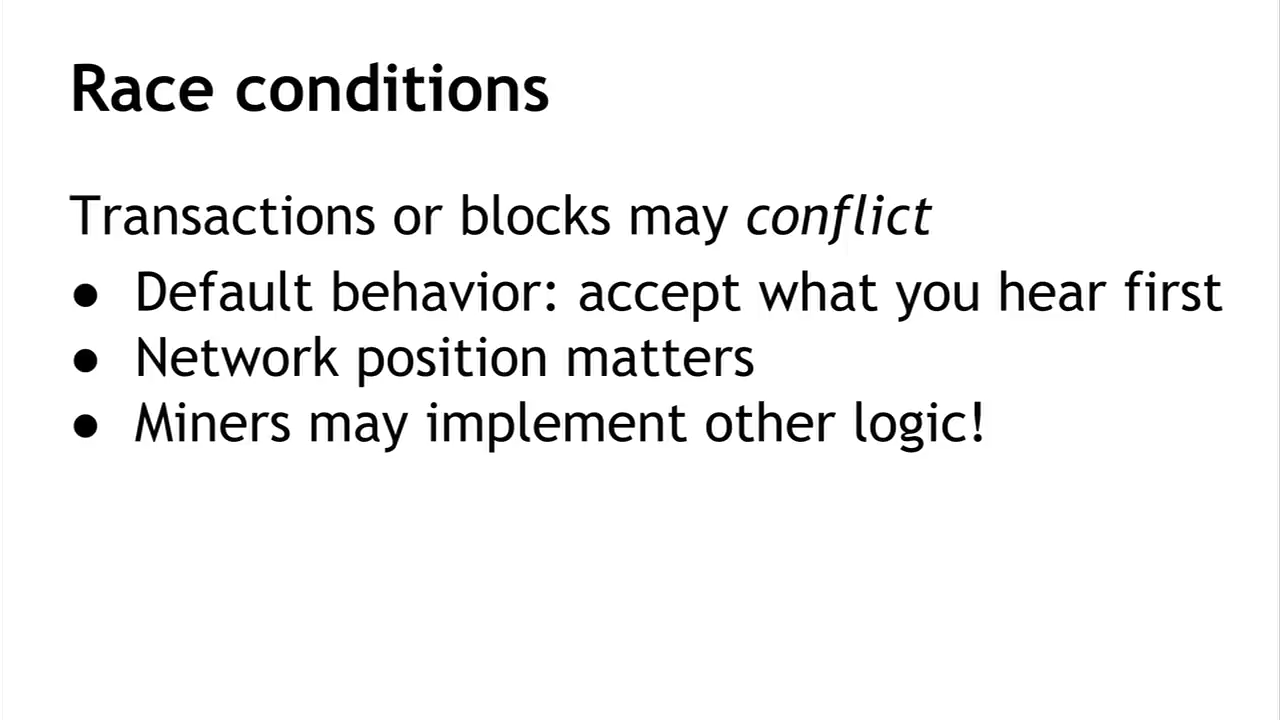 Race conditions
Transactions or blocks may conflict
● Default behavior: accept what you hear first
● Network position matters
● Miners may implement other logic!